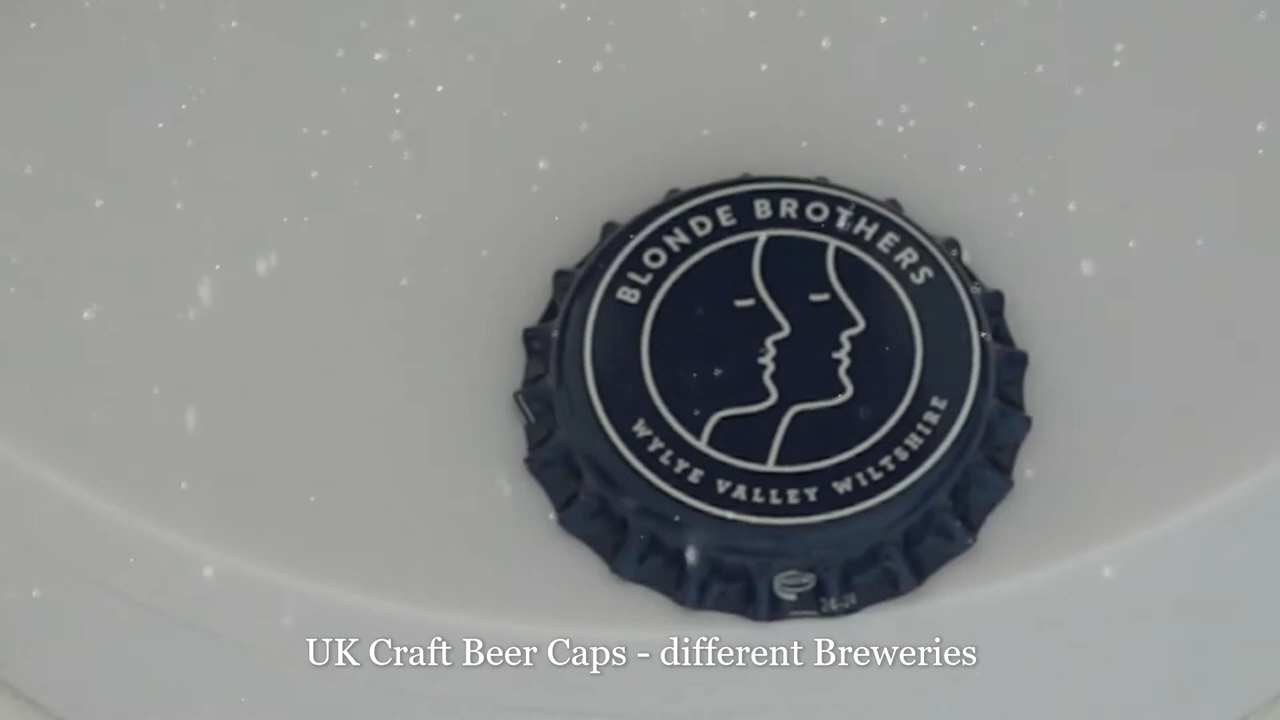 BLONDE BROTHERS
WYLYE VALLEY WILTSHIRE
UK Craft Beer Caps - different Breweries